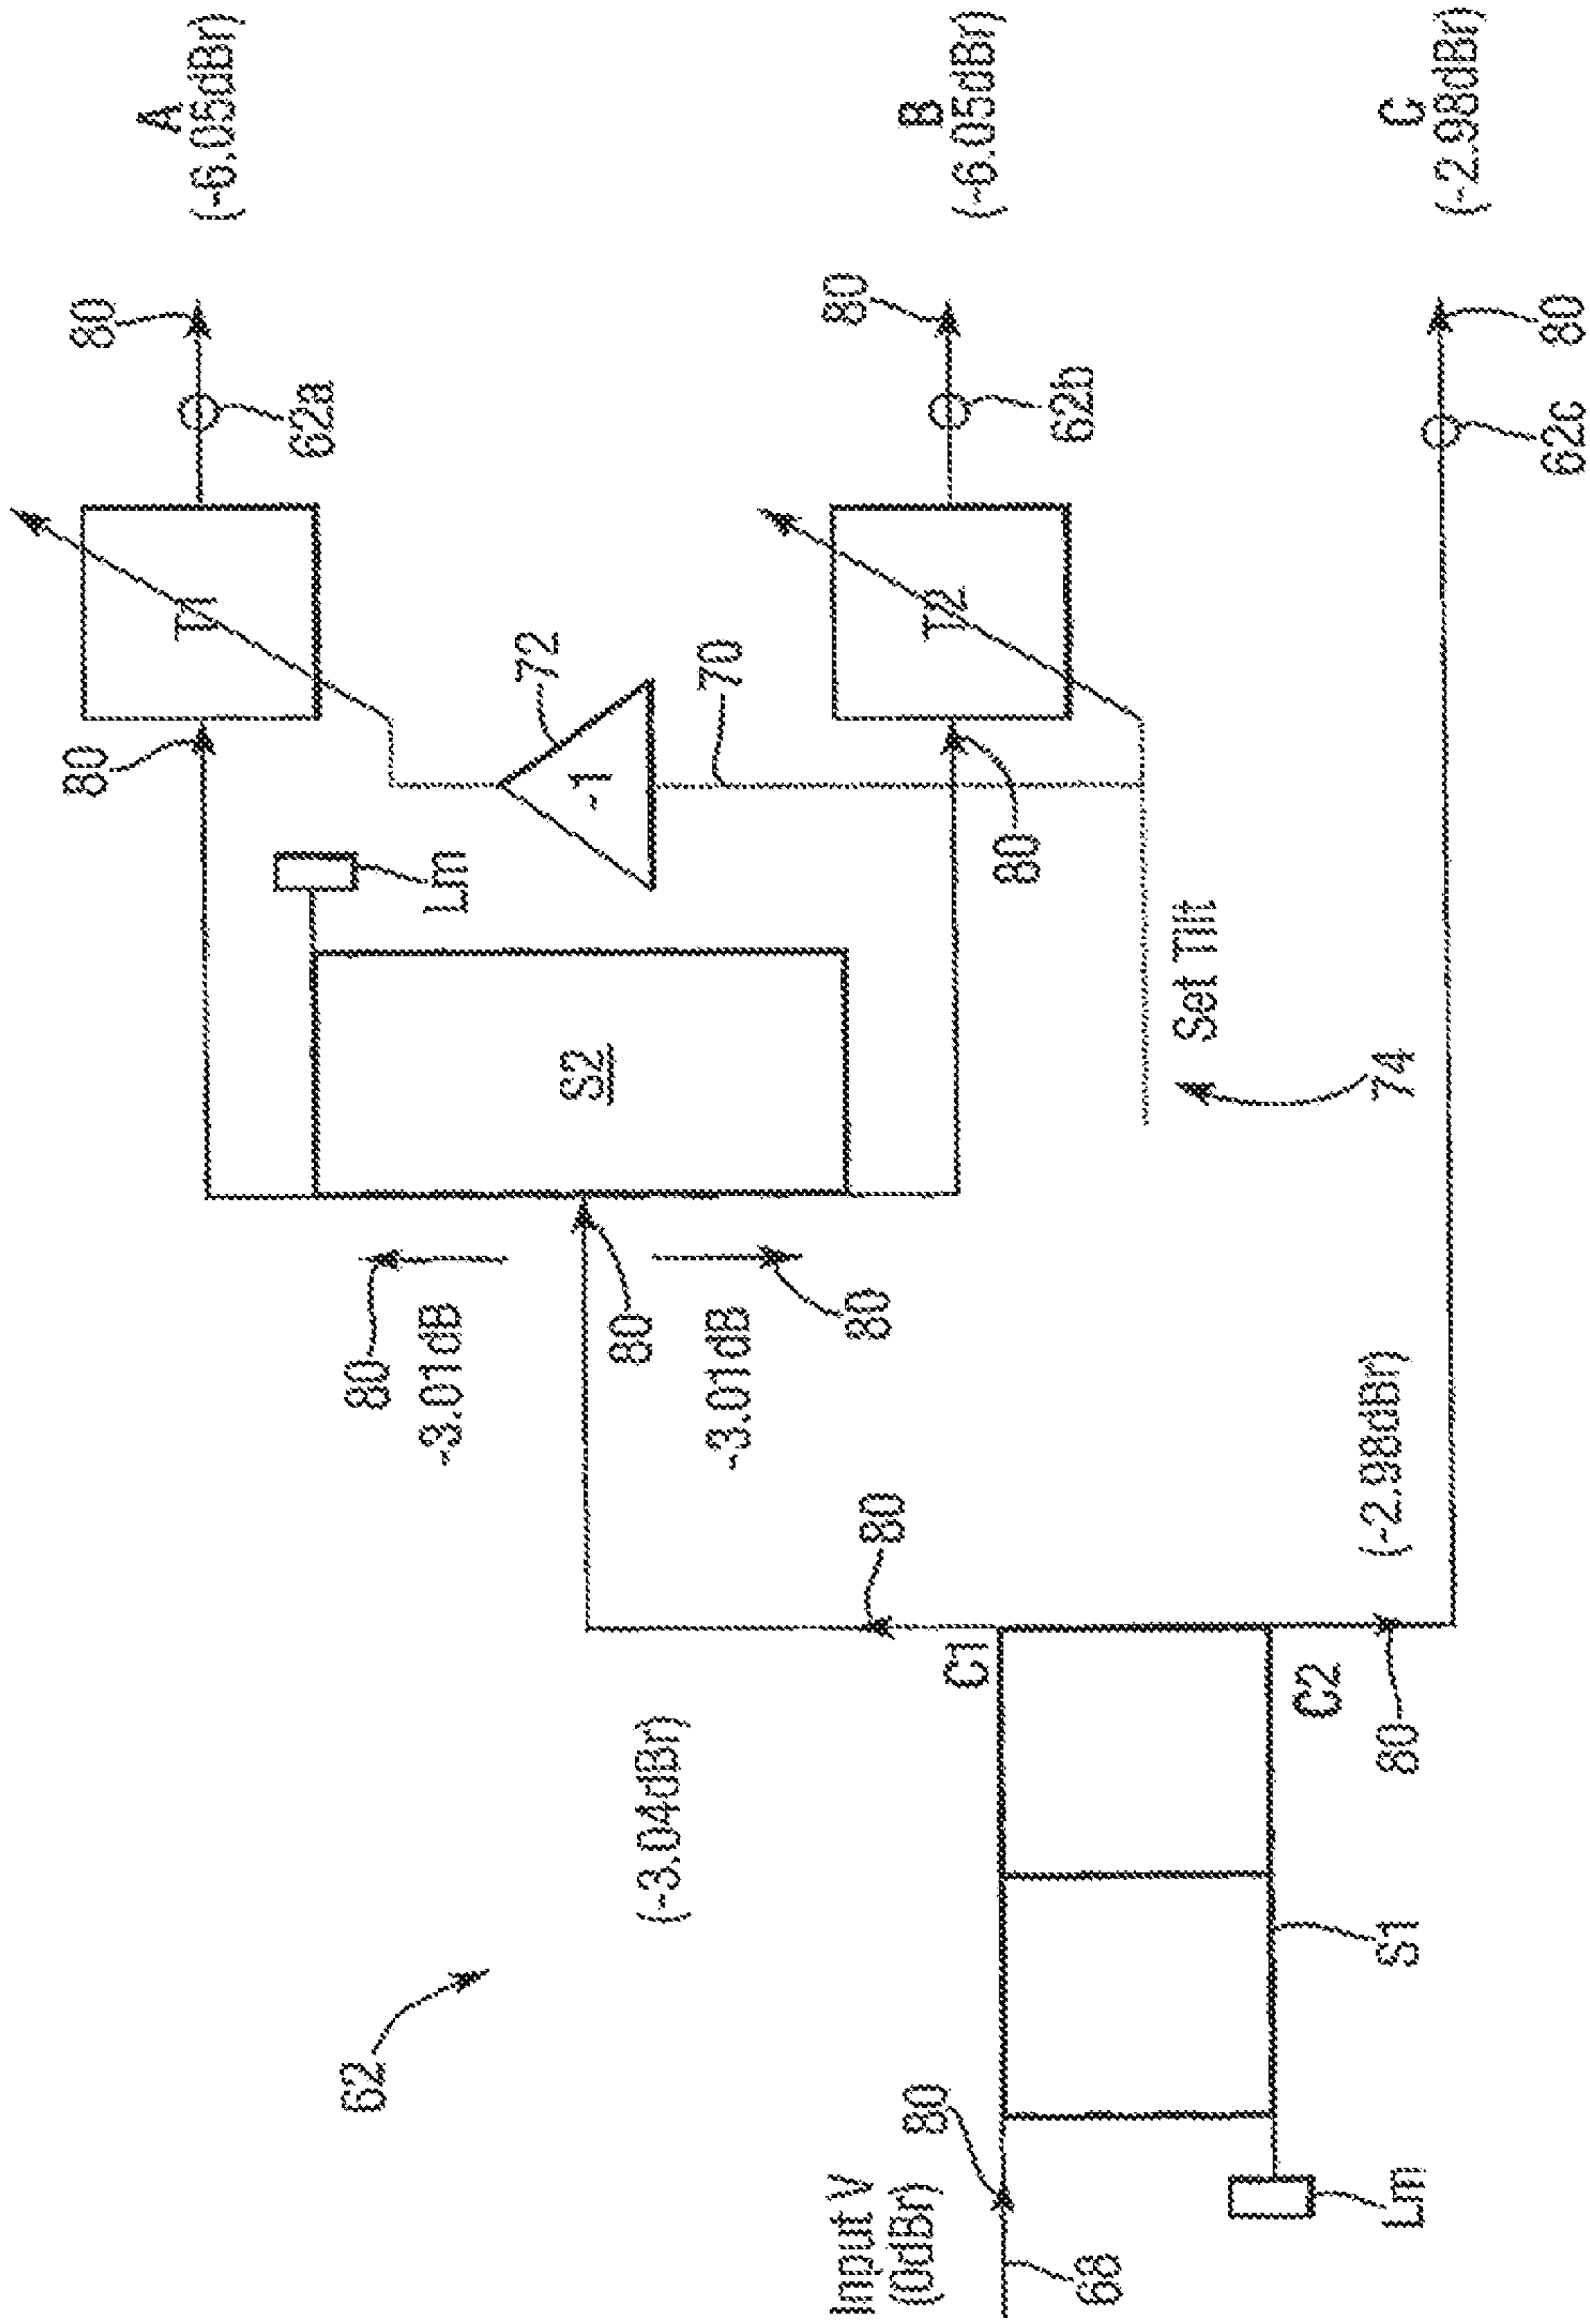 80
80
A
(-6.05dBr)
T1
62a
62
80
-3.01dB
Lm
72
S2
-1
80
(-3.04dBr)
70
-3.01dB
80
Input V
(0dBr)
80
80
80
B
(-6.05dBr)
T2
C1
80
62b
68
Set Tilt
C2
(-2.98dBr)
74
80
S1
Lm
C
(-2.98dBr)
62c
80